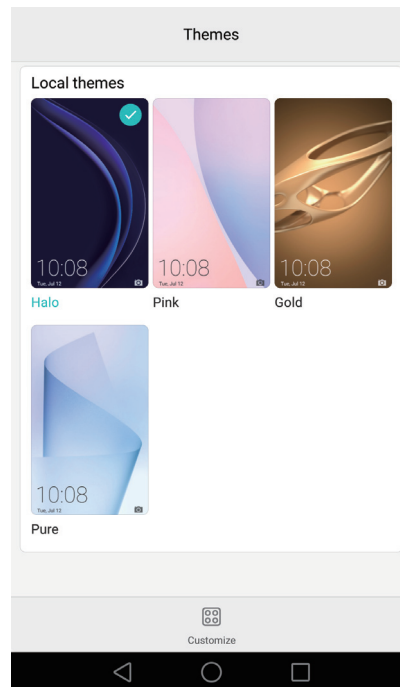 Themes
Local themes
10:08
Tue, Jul 12
Halo
10:08
Tue, Jul 12
Pink
10:08
Tue, Jul 12
Gold
10:08
Tue, Jul 12
Pure
Customize